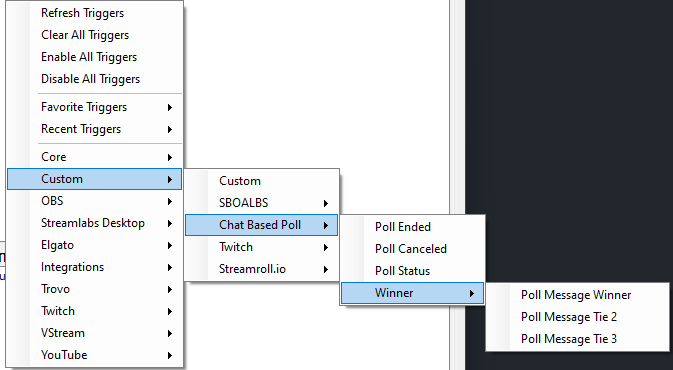 Refresh Triggers
Clear All Triggers
Enable All Triggers
Disable All Triggers
Favorite Triggers
Recent Triggers
Core
Custom
OBS
Streamlabs Desktop
Elgato
Integrations
Trovo
Twitch
VStream
YouTube
Custom
SBOALBS
Chat Based Poll
Twitch
Streamroll.io
Poll Ended
Poll Canceled
Poll Status
Winner
Poll Message Winner
Poll Message Tie 2
Poll Message Tie 3